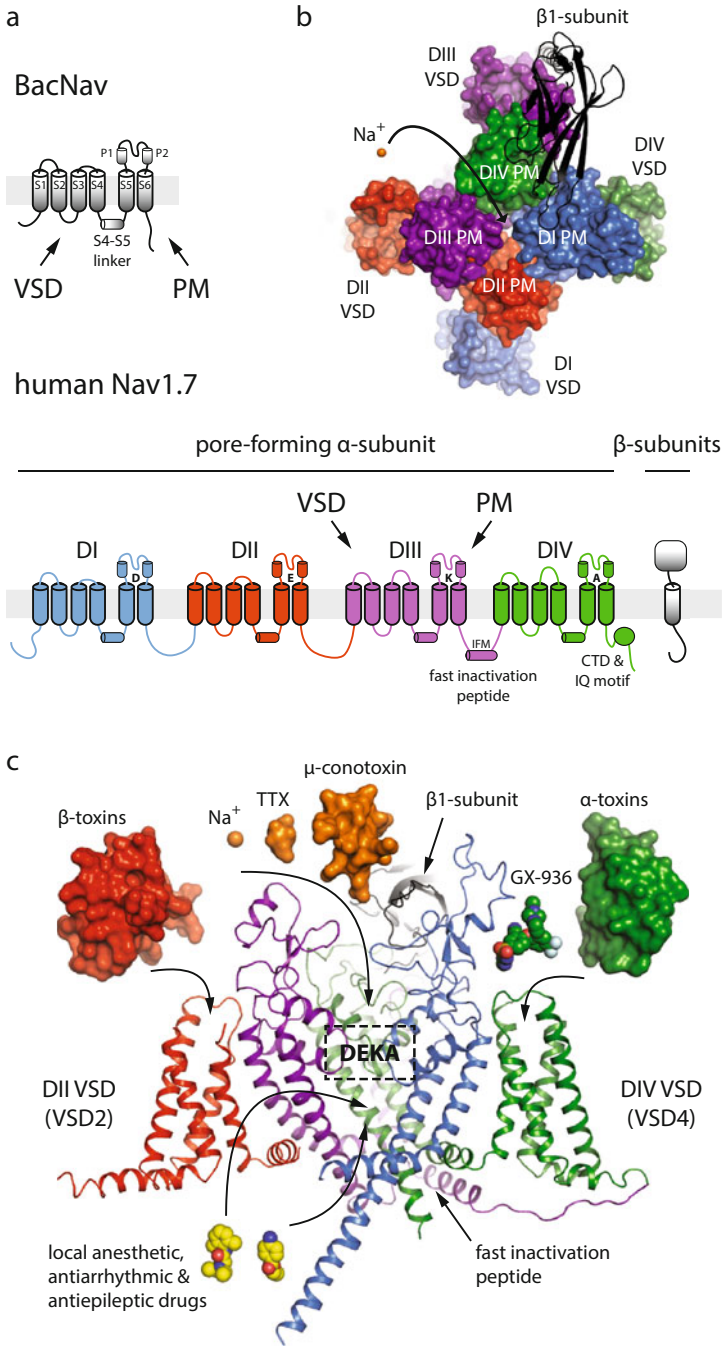 a
BacNav
P1
P2
S1
S2
S3
S4
S5
S6
S4-S5
linker
VSD
PM
b
β1-subunit
DIII
VSD
Na+
DIV
VSD
DIV PM
DIII PM
DI PM
DII PM
DII
VSD
DI
VSD
human Nav1.7
pore-forming α-subunit
β-subunits
VSD
PM
DI
DII
DIII
DIV
D
E
K
A
IFM
fast inactivation
peptide
CTD &
IQ motif
c
β-toxins
Na+
TTX
μ-conotoxin
β1-subunit
α-toxins
GX-936
DEKA
DII VSD
(VSD2)
DIV VSD
(VSD4)
local anesthetic,
antiarrhythmic &
antiepileptic drugs
fast inactivation
peptide